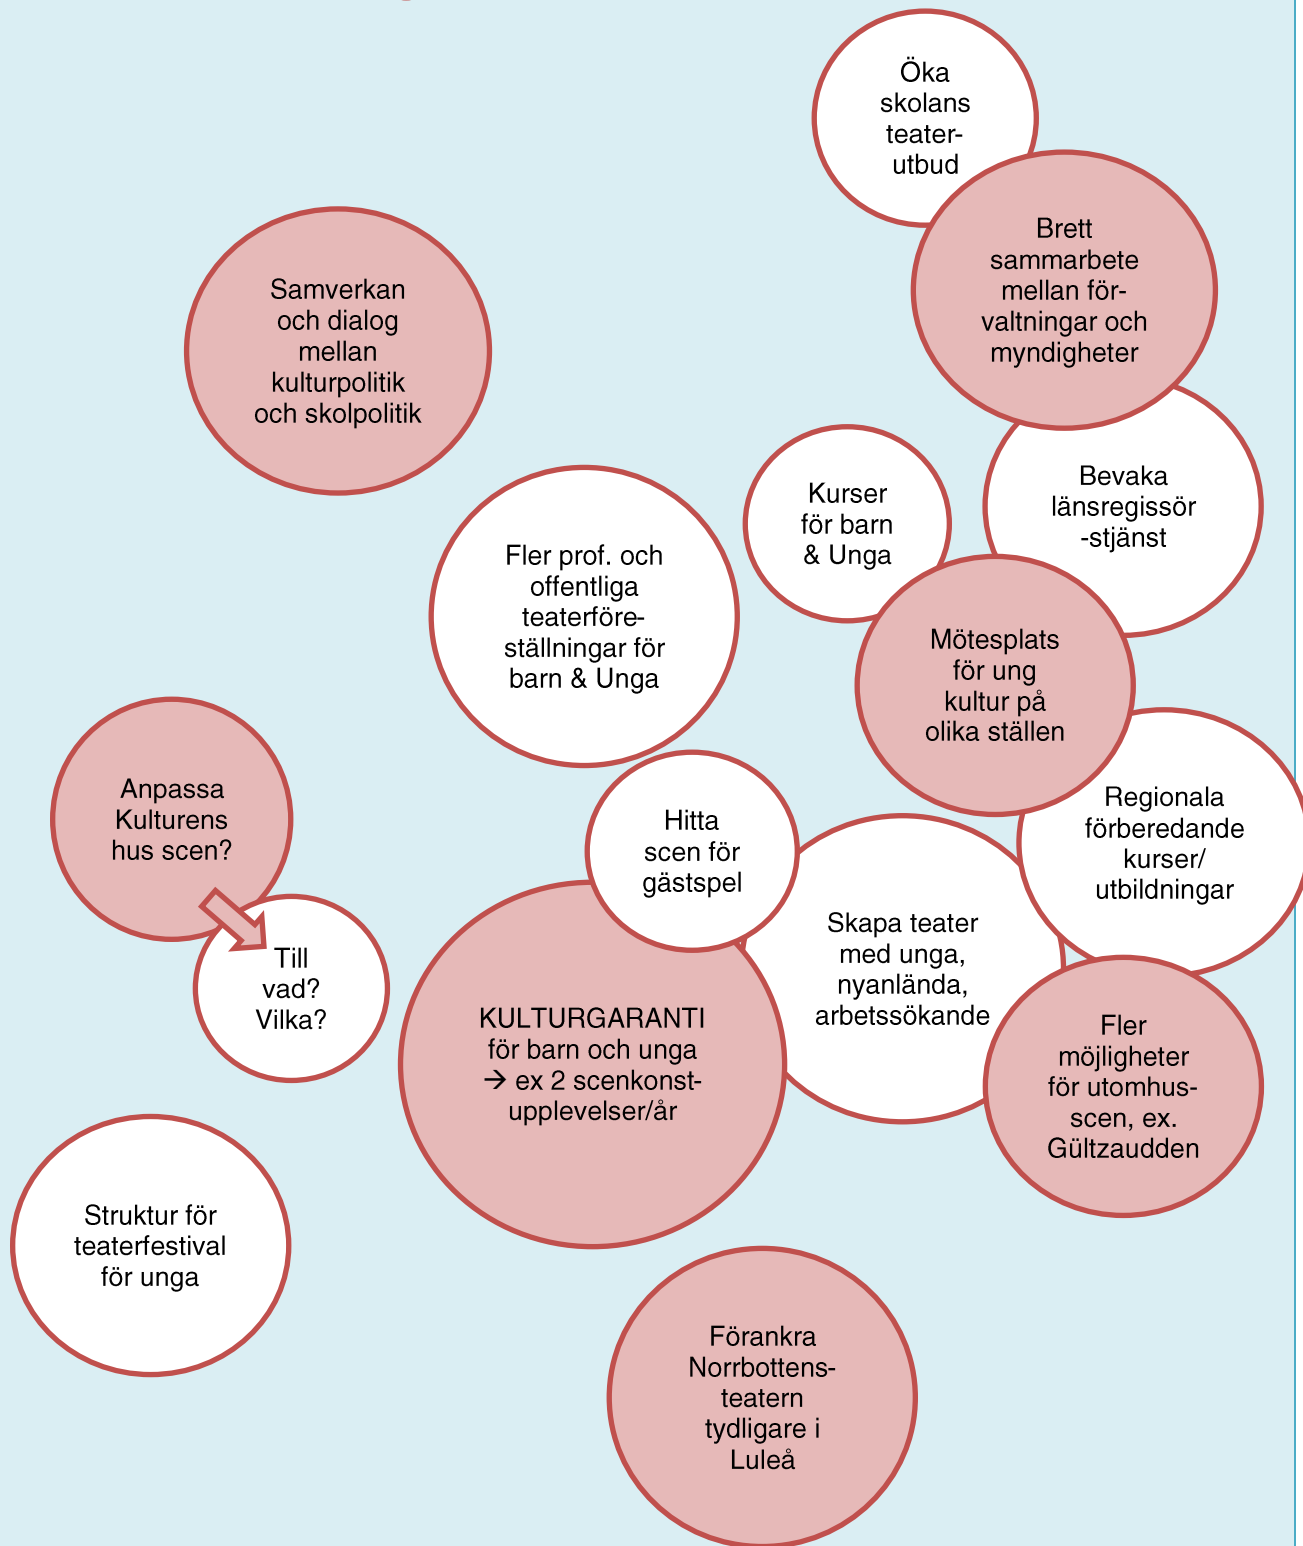 Öka
skolans
teater-
utbud
Brett
sammarbete
mellan för-
valtningar och
myndigheter
Samverkan
och dialog
mellan
kulturpolitik
och skolpolitik
Bevaka
länsregissör
-stjänst
Kurser
för barn
& Unga
Fler prof. och
offentliga
teaterföre-
ställningar för
barn & Unga
Mötesplats
för ung
kultur på
olika ställen
Anpassa
Kulturens
hus scen?
Hitta
scen för
gästspel
Regionala
förberedande
kurser/
utbildningar
Skapa teater
med unga,
nyanlända,
arbetssökande
Till
vad?
Vilka?
KULTURGARANTI
för barn och unga
→ ex 2 scenkonst-
upplevelser/år
Fler
möjligheter
för utomhus-
scen, ex.
Gültzaudden
Struktur för
teaterfestival
för unga
Förankra
Norrbottens-
teatern
tydligare i
Luleå